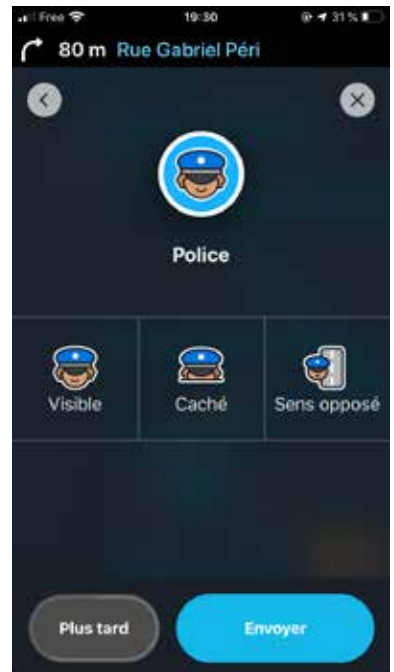 Free 19:30 31 %
80 m Rue Gabriel Péri
Police
Visible Caché Sens opposé
Plus tard Envoyer